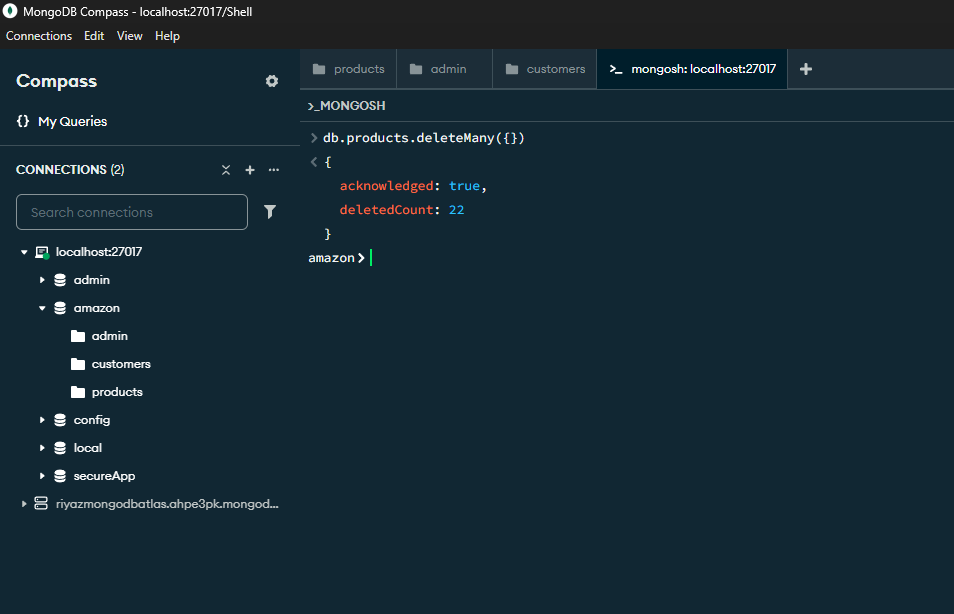 MongoDB Compass - localhost:27017/Shell
Connections Edit View Help
Compass
{} My Queries
CONNECTIONS (2)
Search connections
localhost:27017
admin
amazon
admin
customers
products
config
local
secureApp
riyazmongodbatlas.ahpe3pk.mongod...
products admin customers >_ mongosh: localhost:27017 +
>_MONGOSH
> db.products.deleteMany({})
< {
acknowledged: true,
deletedCount: 22
}
amazon>